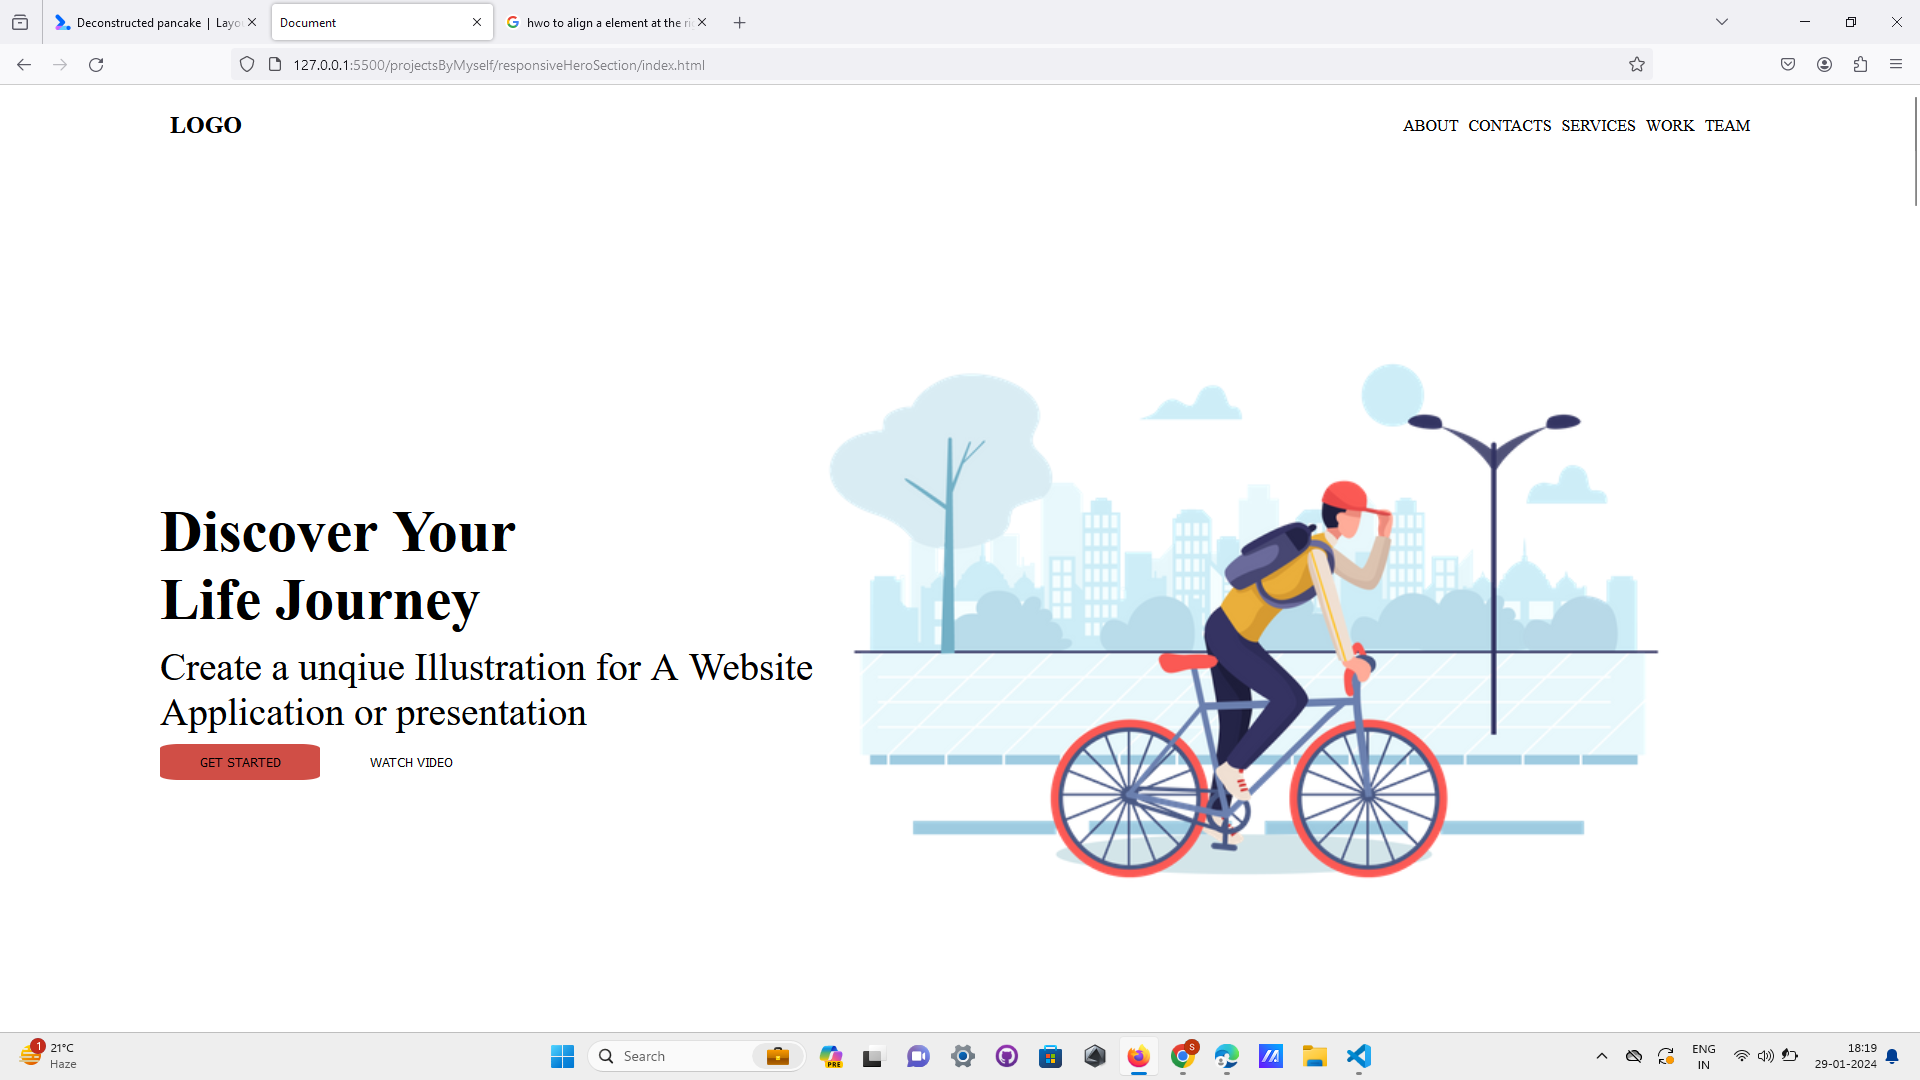 Deconstructed pancake | Layo
Document
hwo to align a element at the ri
127.0.0.1:5500/projectsByMyself/responsiveHeroSection/index.html
LOGO
ABOUT CONTACTS SERVICES WORK TEAM
Discover Your
Life Journey
Create a unqiue Illustration for A Website
Application or presentation
GET STARTED
WATCH VIDEO
1
21°C
Haze
Search
PRE
S
ENG
IN
18:19
29-01-2024